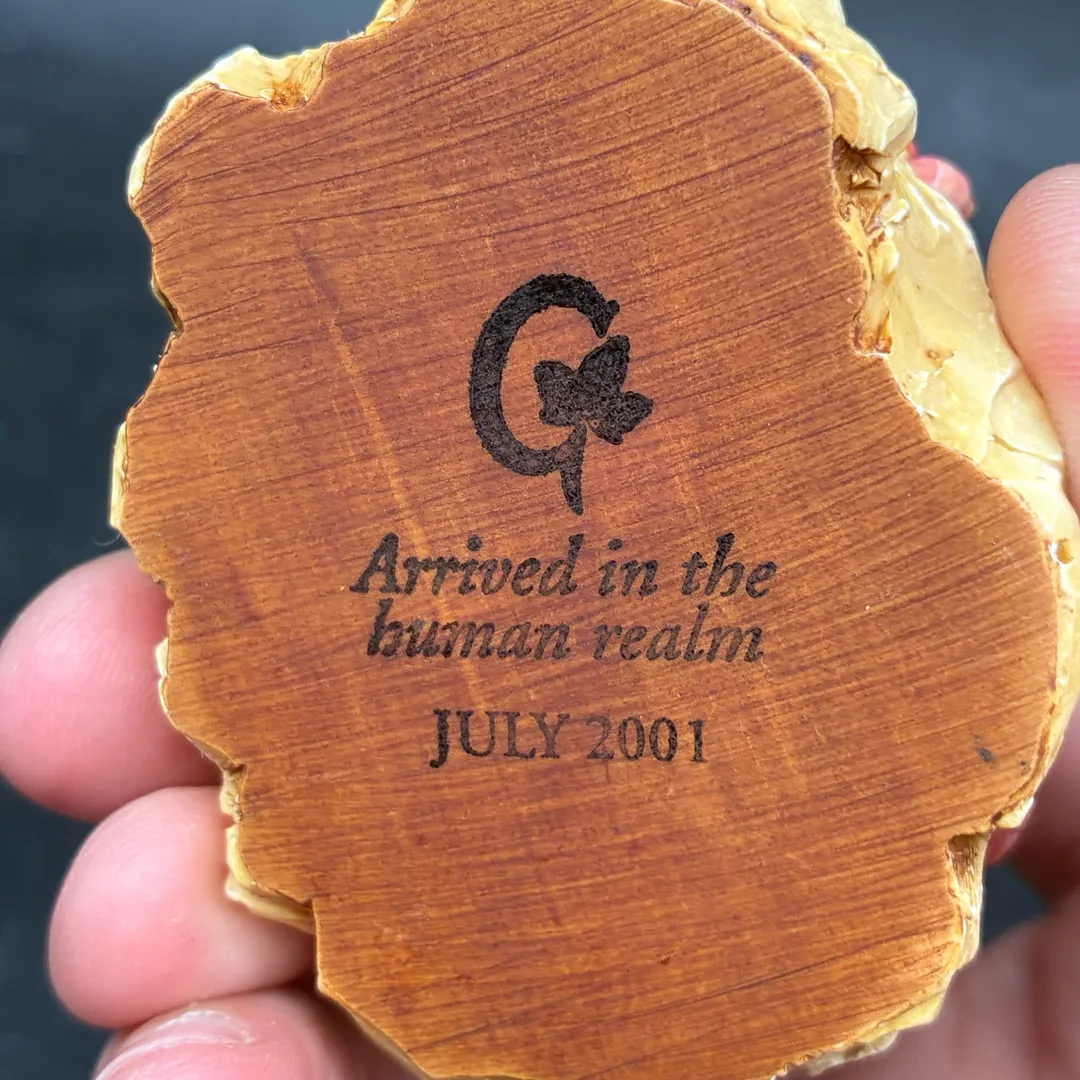 G
Arrived in the
human realm
JULY 2001